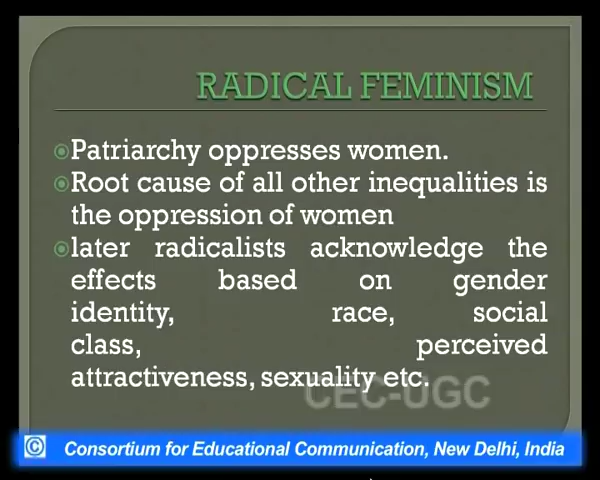 RADICAL FEMINISM
Patriarchy oppresses women.
Root cause of all other inequalities is
the oppression of women
later radicalists acknowledge the
effects based on gender
identity, race, social
class, perceived
attractiveness, sexuality etc.
CEC-UGC
© Consortium for Educational Communication, New Delhi, India